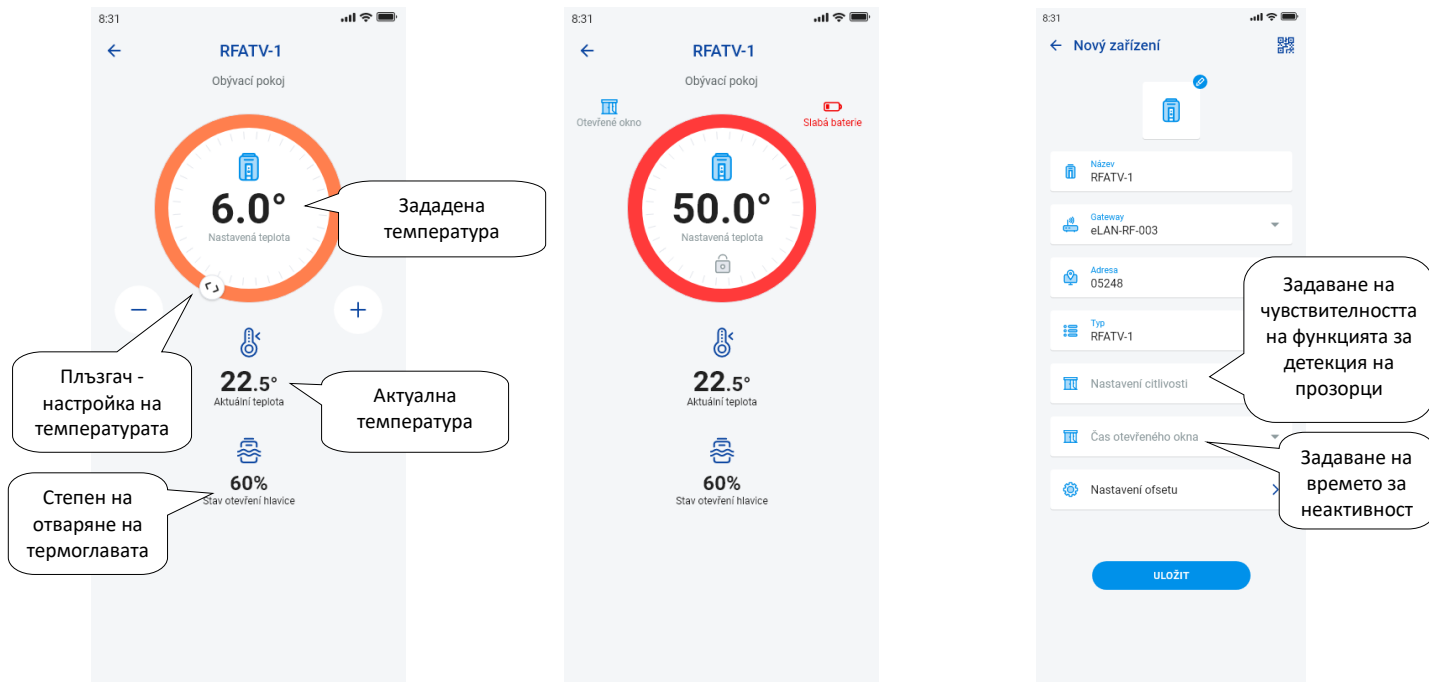 8:31
RFATV-1
Obývací pokoj
6.0°
Nastavená teplota
22.5°
Aktuální teplota
60%
Stav otevření hlavice
Зададена
температура
Плъзгач -
настройка на
температурата
Актуална
температура
Степен на
отваряне на
термоглавата
8:31
RFATV-1
Obývací pokoj
Otevřené okno
Slabá baterie
50.0°
Nastavená teplota
22.5°
Aktuální teplota
60%
Stav otevření hlavice
8:31
Nový zařízení
Název
RFATV-1
Gateway
eLAN-RF-003
Adresa
05248
Typ
RFATV-1
Nastavení citlivosti
Čas otevřeného okna
Nastavení ofsetu
ULOŽIT
Задаване на
чувствителността
на функцията за
детекция на
прозорци
Задаване на
времето за
неактивност